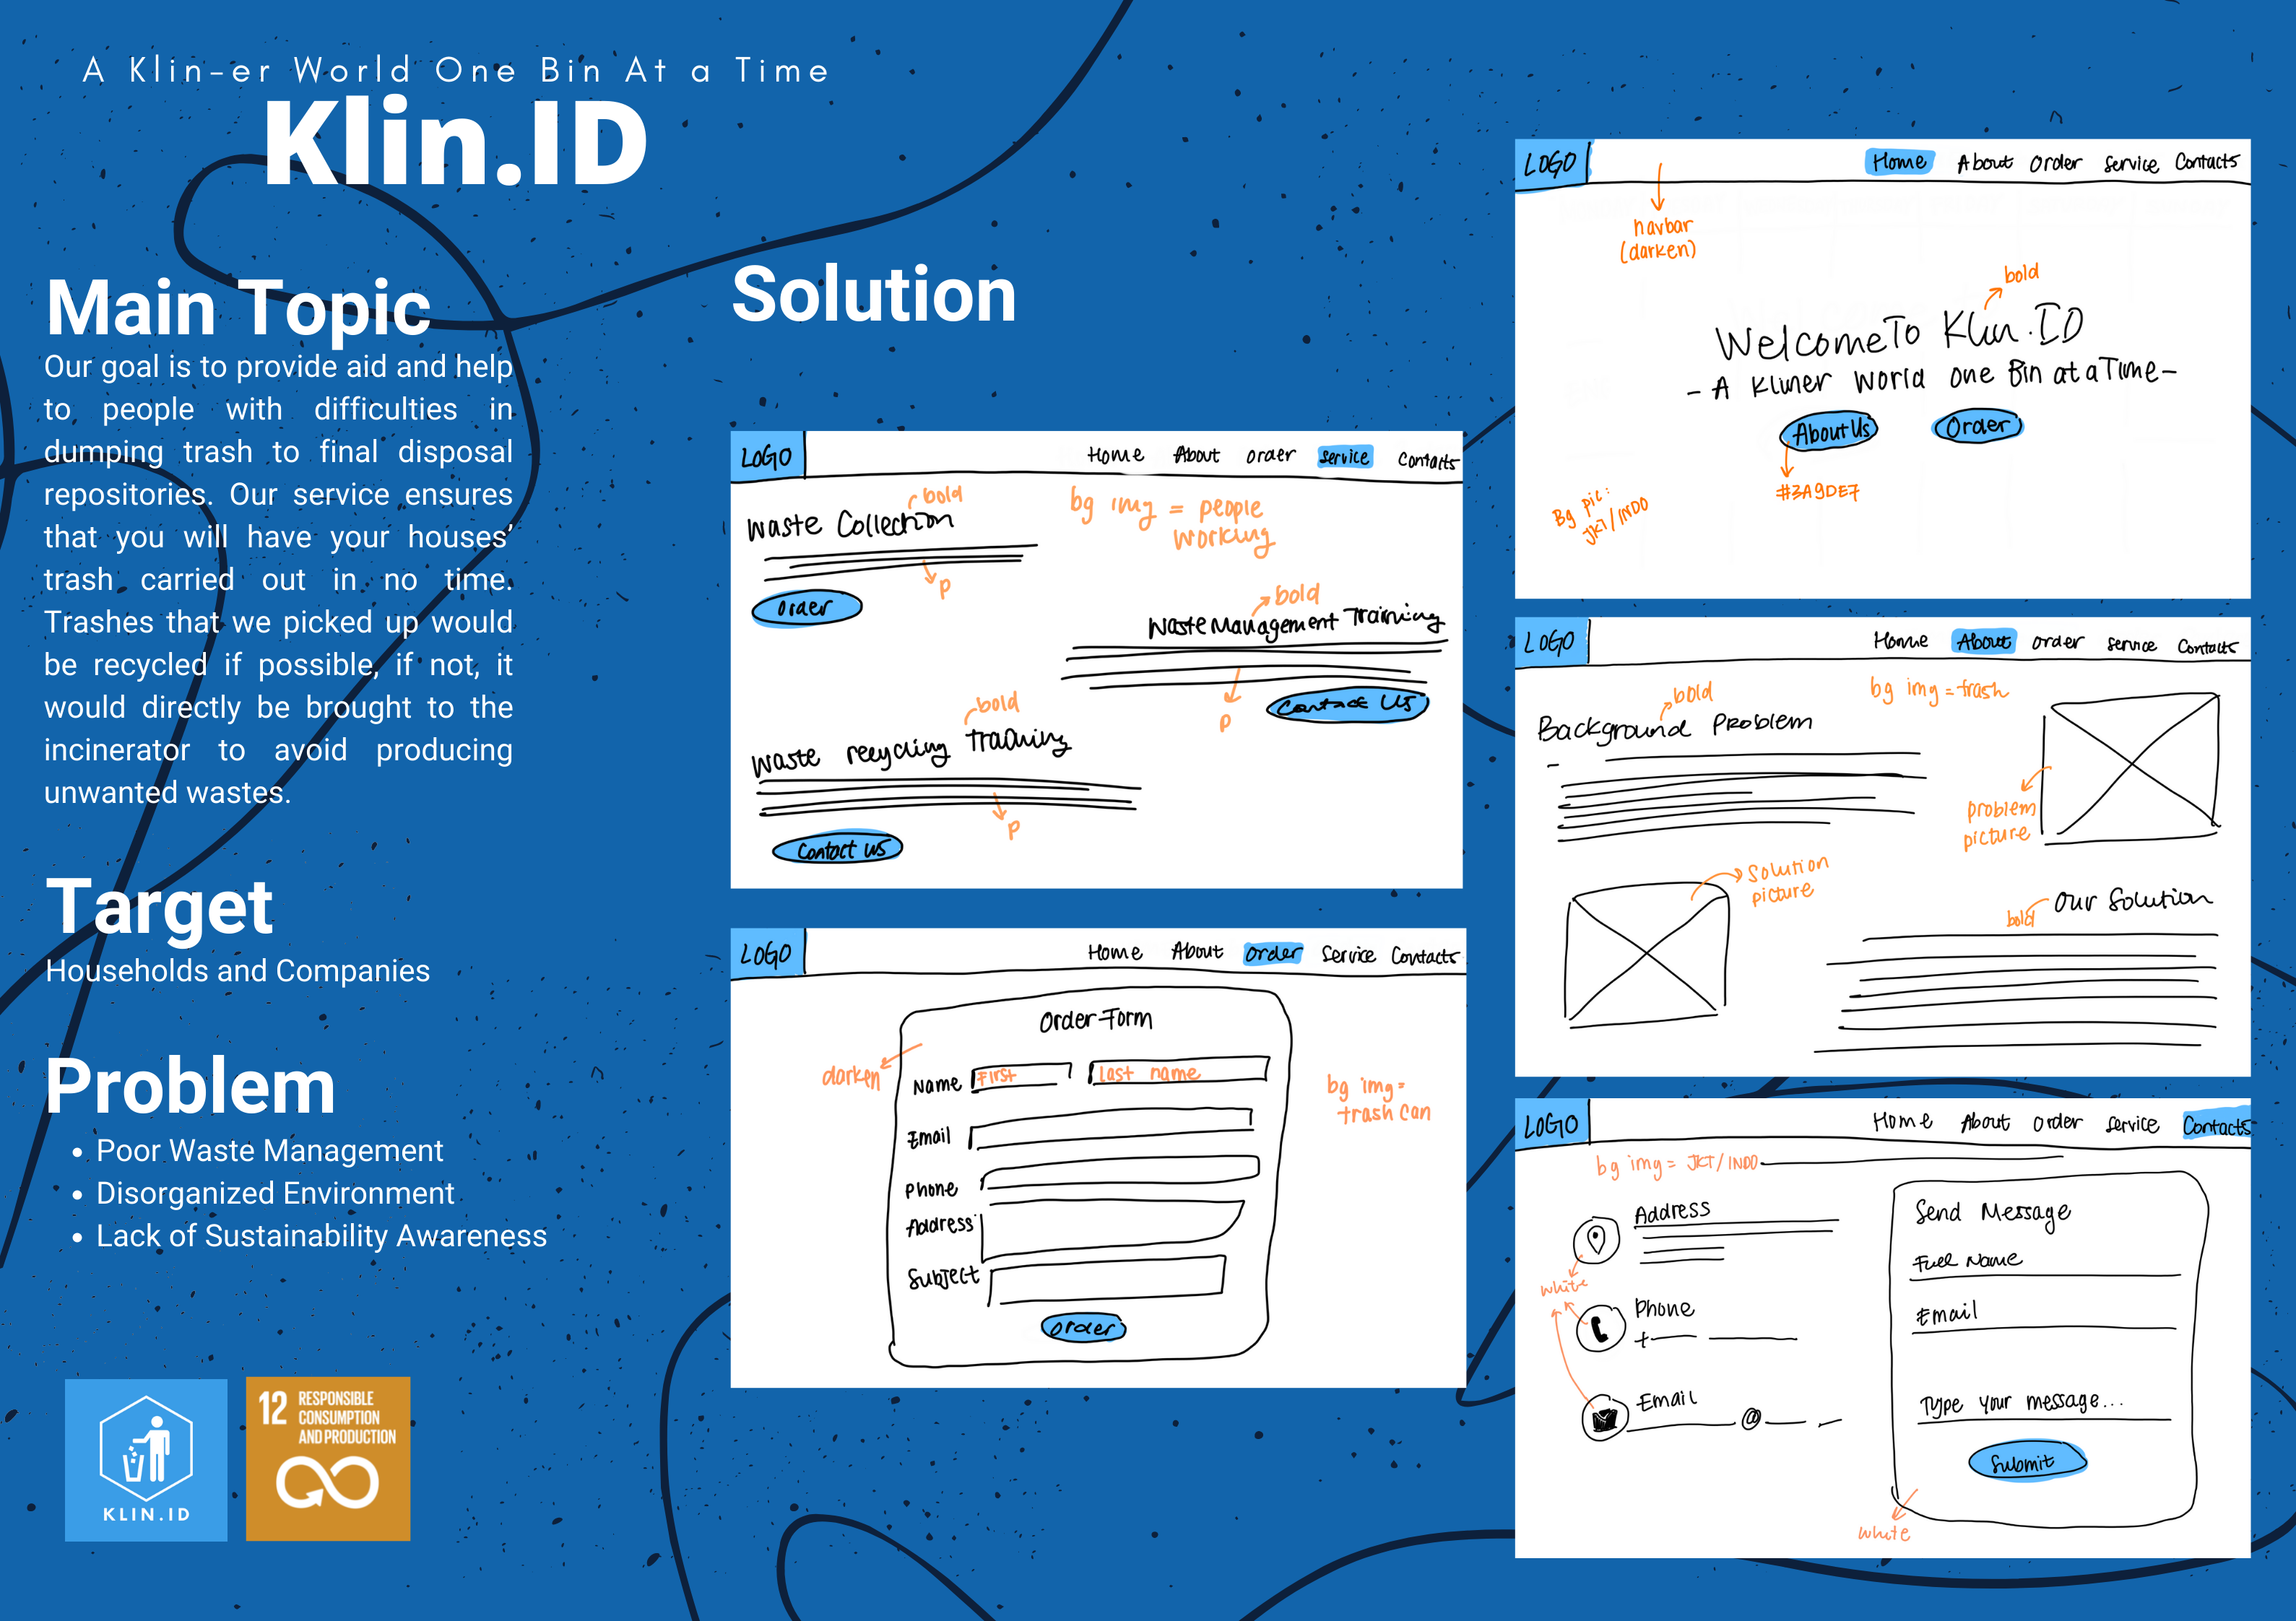 A Klin-er World One Bin At a Time
Klin.ID
Main Topic
Our goal is to provide aid and help
to people with difficulties in
dumping trash to final disposal
repositories. Our service ensures
that you will have your houses'
trash carried out in no time.
Trashes that we picked up would
be recycled if possible, if not, it
would directly be brought to the
incinerator to avoid producing
unwanted wastes.
Target
Households and Companies
Problem
• Poor Waste Management
• Disorganized Environment
• Lack of Sustainability Awareness
KLIN.ID
12 RESPONSIBLE
CONSUMPTION
AND PRODUCTION
Solution
LOGO Home About order service Contacts
bold
Waste Collection
bg img = people
working
p
order
bold
Waste Management Training
p
Contact Us
bold
Waste recycling training
p
Contact us
LOGO Home About order Service Contacts
Order Form
darken
Name First Last name
bg img =
trash can
Email
Phone
Address
Subject
order
LOGO Home About Order Service Contacts
navbar
(darken)
bold
Welcome To Klin.ID
- A Kliner World one Bin at a Time -
About Us Order
#3A9DE7
Bg pic:
JKT/INDO
LOGO Home About order service Contacts
bold
bg img = trash
Background Problem
problem
picture
Solution
picture
bold
our Solution
LOGO Home About Order Service Contacts
bg img = JKT/INDO
Address
white
Phone
+
Email
@
Send Message
Full Name
Email
Type your message...
Submit
white